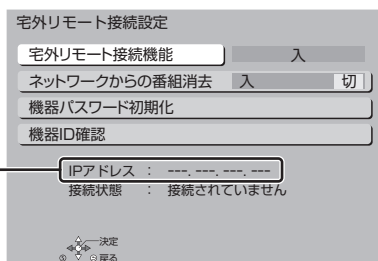 宅外リモート接続設定
宅外リモート接続機能 入
ネットワークからの番組消去 入 切
機器パスワード初期化
機器ID確認
IPアドレス : ---. ---. ---. ---
接続状態 : 接続されていません
決定
戻る